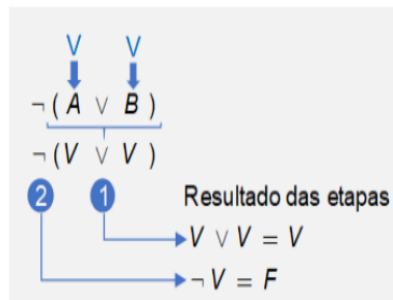 V V
¬ ( A ∨ B )
¬ ( V ∨ V )
2 1 Resultado das etapas
V ∨ V = V
¬ V = F